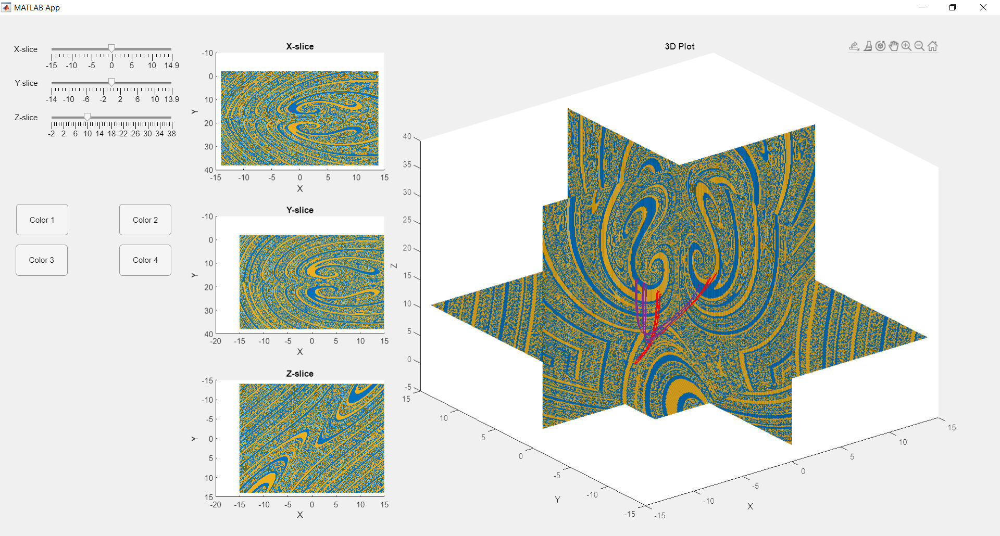 MATLAB App
X-slice
-15 -10 -5 0 5 10 14.9
Y-slice
-14 -10 -6 -2 2 6 10 13.9
Z-slice
-2 2 6 10 14 18 22 26 30 34 38
Color 1
Color 2
Color 3
Color 4
X-slice
-10
0
10
20
30
40
Y
-15 -10 -5 0 5 10 15
X
Y-slice
-10
0
10
20
30
40
Y
-20 -15 -10 -5 0 5 10 15
X
Z-slice
-15
-10
-5
0
5
10
15
Y
-20 -15 -10 -5 0 5 10 15
X
3D Plot
40
35
30
25
20
15
10
5
0
-5
Z
15
10
5
0
-5
-10
-15
Y
-15
-10
-5
0
5
10
15
X